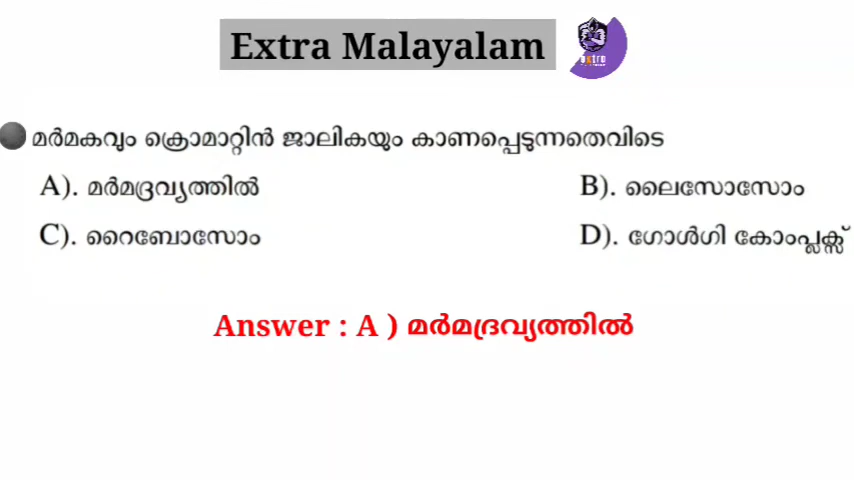 Extra Malayalam
മർമകവും ക്രൊമാറ്റിൻ ജാലികയും കാണപ്പെടുന്നതെവിടെ
A). മർമദ്രവ്യത്തിൽ
B). ലൈസോസോം
C). റൈബോസോം
D). ഗോൾഗി കോംപ്ലക്സ്
Answer : A ) മർമദ്രവ്യത്തിൽ